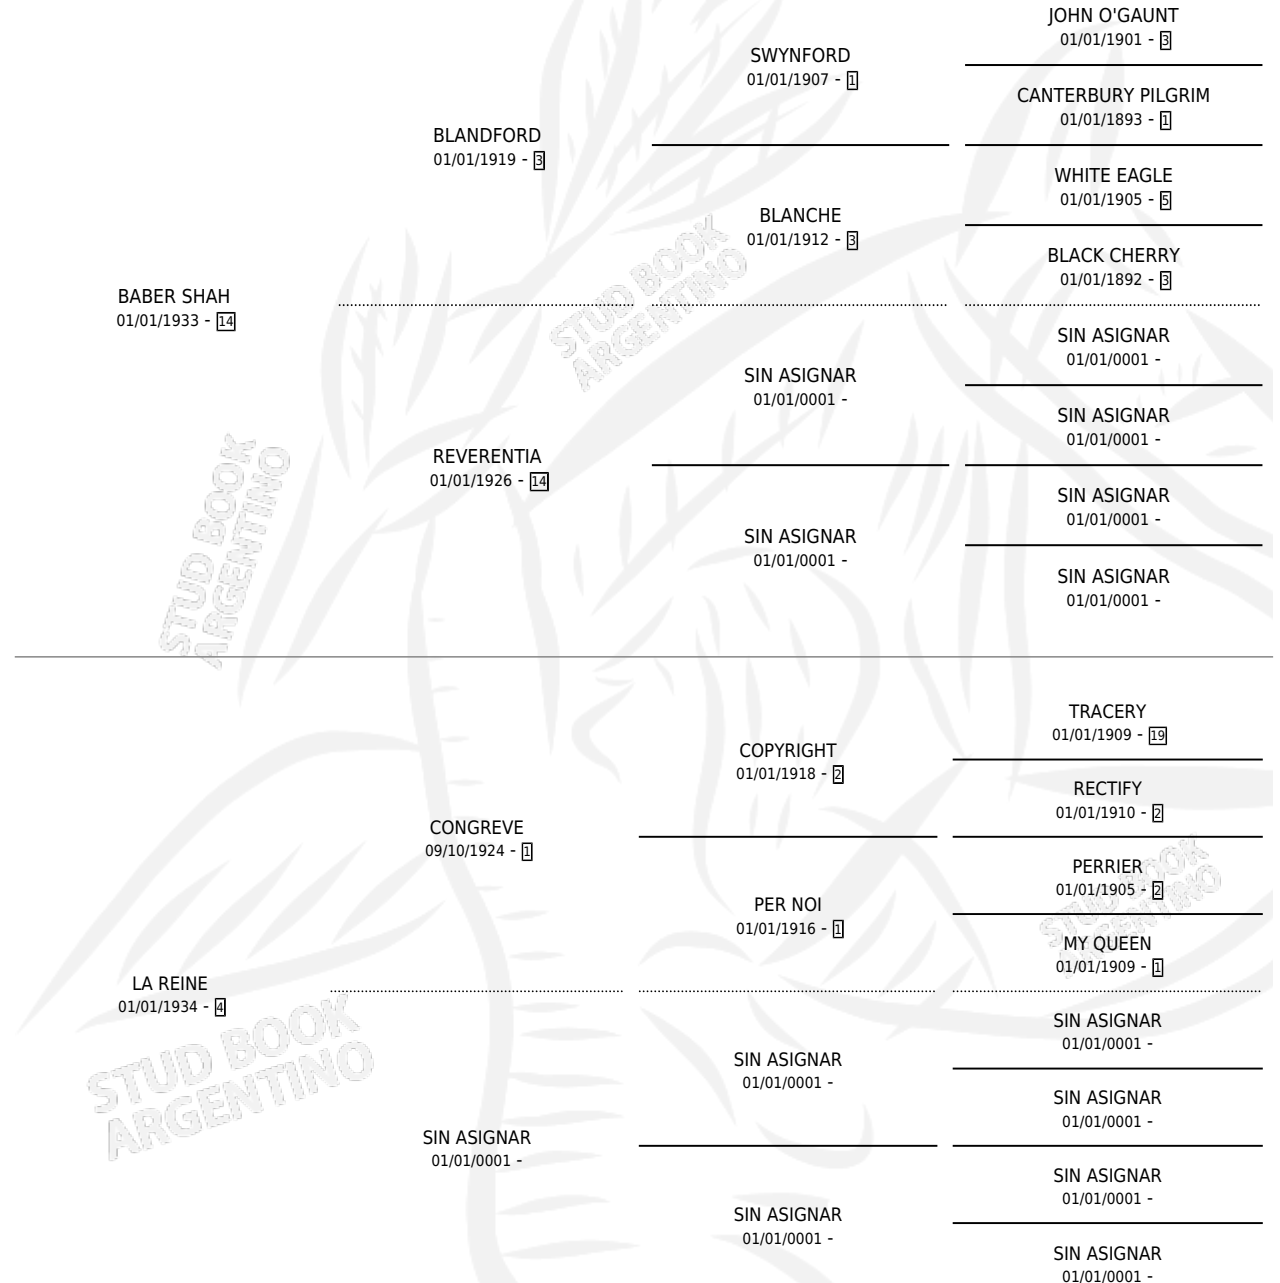 JOHN O'GAUNT
01/01/1901 - 3
SWYNFORD
01/01/1907 - 1
CANTERBURY PILGRIM
01/01/1893 - 1
BLANDFORD
01/01/1919 - 3
WHITE EAGLE
01/01/1905 - 5
BLANCHE
01/01/1912 - 3
BLACK CHERRY
01/01/1892 - 3
BABER SHAH
01/01/1933 - 14
SIN ASIGNAR
01/01/0001 -
SIN ASIGNAR
01/01/0001 -
SIN ASIGNAR
01/01/0001 -
REVERENTIA
01/01/1926 - 14
SIN ASIGNAR
01/01/0001 -
SIN ASIGNAR
01/01/0001 -
SIN ASIGNAR
01/01/0001 -
TRACERY
01/01/1909 - 19
COPYRIGHT
01/01/1918 - 2
RECTIFY
01/01/1910 - 2
CONGREVE
09/10/1924 - 1
PERRIER
01/01/1905 - 2
PER NOI
01/01/1916 - 1
MY QUEEN
01/01/1909 - 1
LA REINE
01/01/1934 - 4
SIN ASIGNAR
01/01/0001 -
SIN ASIGNAR
01/01/0001 -
SIN ASIGNAR
01/01/0001 -
SIN ASIGNAR
01/01/0001 -
SIN ASIGNAR
01/01/0001 -
SIN ASIGNAR
01/01/0001 -
SIN ASIGNAR
01/01/0001 -
STUD BOOK
ARGENTINO
STUD BOOK
ARGENTINO
STUD BOOK
ARGENTINO
STUD BOOK
ARGENTINO